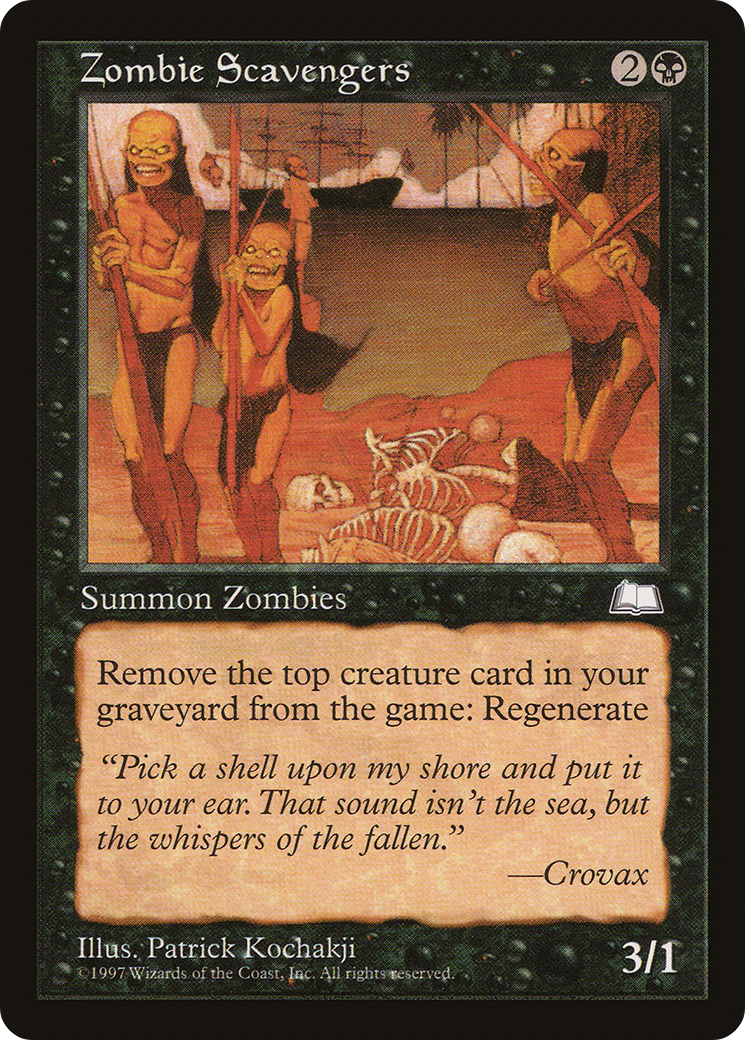 Zombie Scavengers 2
Summon Zombies
Remove the top creature card in your
graveyard from the game: Regenerate
“Pick a shell upon my shore and put it
to your ear. That sound isn’t the sea, but
the whispers of the fallen.”
—Crovax
Illus. Patrick Kochakji
©1997 Wizards of the Coast, Inc. All rights reserved.
3/1